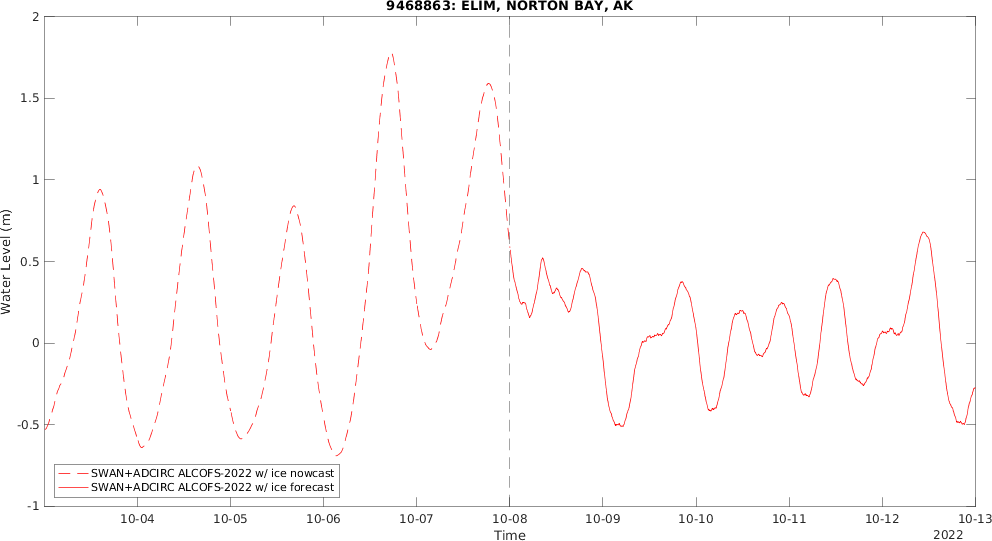 9468863: ELIM, NORTON BAY, AK
2
1.5
1
0.5
0
-0.5
-1
Water Level (m)
SWAN+ADCIRC ALCOFS-2022 w/ ice nowcast
SWAN+ADCIRC ALCOFS-2022 w/ ice forecast
10-04 10-05 10-06 10-07 10-08 10-09 10-10 10-11 10-12 10-13
Time
2022